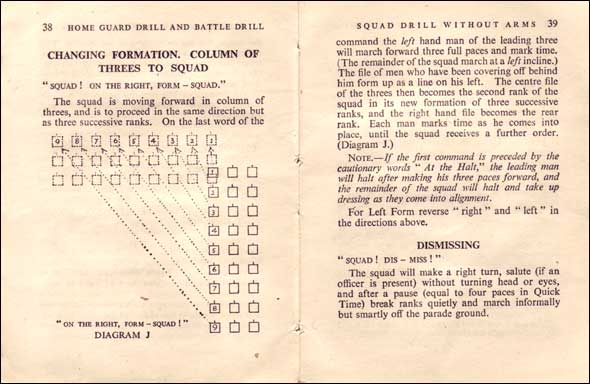 38 HOME GUARD DRILL AND BATTLE DRILL
CHANGING FORMATION. COLUMN OF
THREES TO SQUAD
"SQUAD! ON THE RIGHT, FORM – SQUAD."
The squad is moving forward in column of
threes, and is to proceed in the same direction but
as three successive ranks. On the last word of the
9 8 7 6 5 4 3 2 1
1
2
3
4
5
6
7
8
9
"ON THE RIGHT, FORM – SQUAD!"
DIAGRAM J
SQUAD DRILL WITHOUT ARMS 39
command the left hand man of the leading three
will march forward three full paces and mark time.
(The remainder of the squad march at a left incline.)
The file of men who have been covering off behind
him form up as a line on his left. The centre file
of the threes then becomes the second rank of the
squad in its new formation of three successive
ranks, and the right hand file becomes the rear
rank. Each man marks time as he comes into
place, until the squad receives a further order.
(Diagram J.)
NOTE.—If the first command is preceded by the
cautionary words "At the Halt," the leading man
will halt after making his three paces forward, and
the remainder of the squad will halt and take up
dressing as they come into alignment.
For Left Form reverse "right" and "left" in
the directions above.
DISMISSING
"SQUAD! DIS – MISS!"
The squad will make a right turn, salute (if an
officer is present) without turning head or eyes,
and after a pause (equal to four paces in Quick
Time) break ranks quietly and march informally
but smartly off the parade ground.